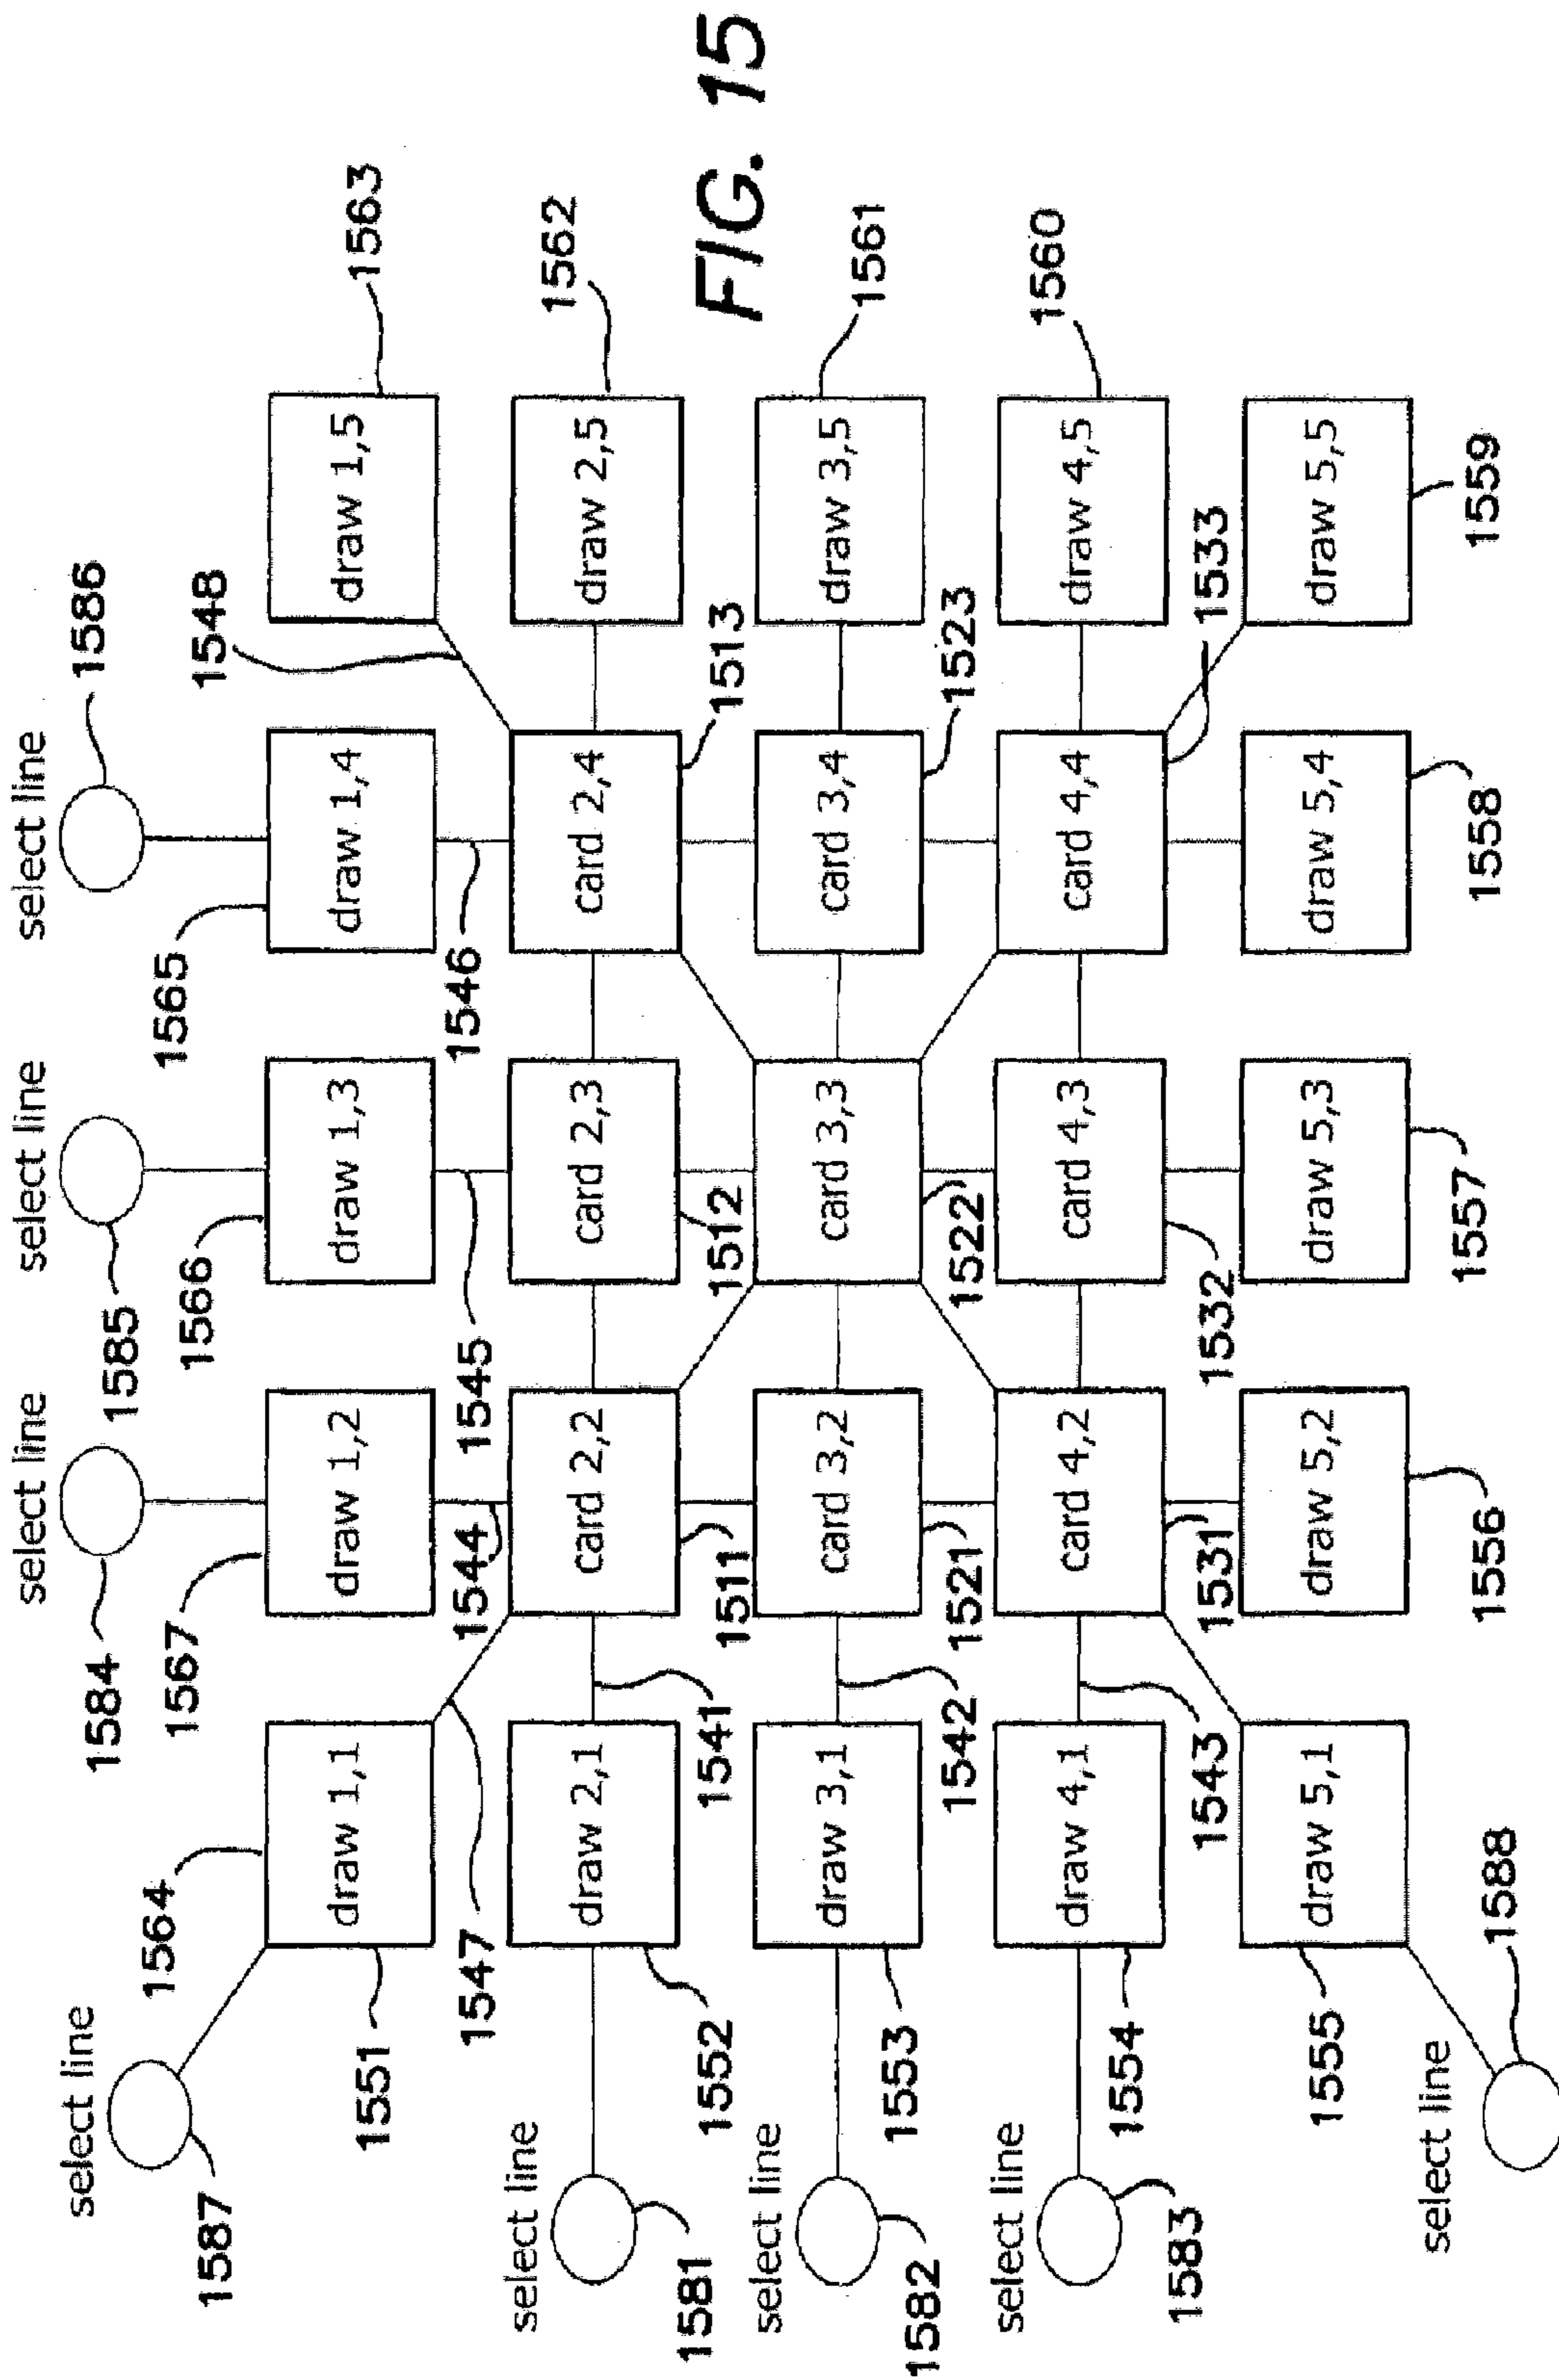 select line
select line
select line
select line
1587
1584
1585
1586
1564
1567
1566
1565
1548
1563
draw 1,1
draw 1,2
draw 1,3
draw 1,4
draw 1,5
1551
1547
1544
1545
1546
1562
select line
draw 2,1
card 2,2
card 2,3
card 2,4
draw 2,5
1581
1552
1541
1511
1512
1513
FIG. 15
select line
draw 3,1
card 3,2
card 3,3
card 3,4
draw 3,5
1561
1582
1553
1542
1521
1522
1523
select line
draw 4,1
card 4,2
card 4,3
card 4,4
draw 4,5
1560
1583
1554
1543
1531
1532
1533
draw 5,1
draw 5,2
draw 5,3
draw 5,4
draw 5,5
1555
select line
1588
1556
1557
1558
1559